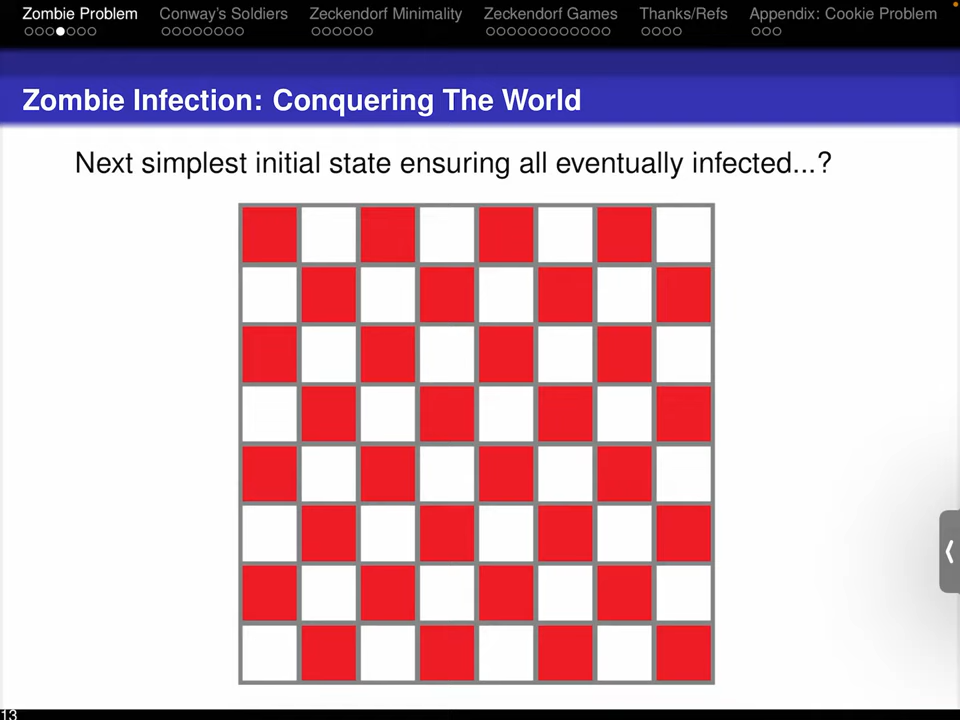 Zombie Problem Conway's Soldiers Zeckendorf Minimality Zeckendorf Games Thanks/Refs Appendix: Cookie Problem
Zombie Infection: Conquering The World
Next simplest initial state ensuring all eventually infected...?
13